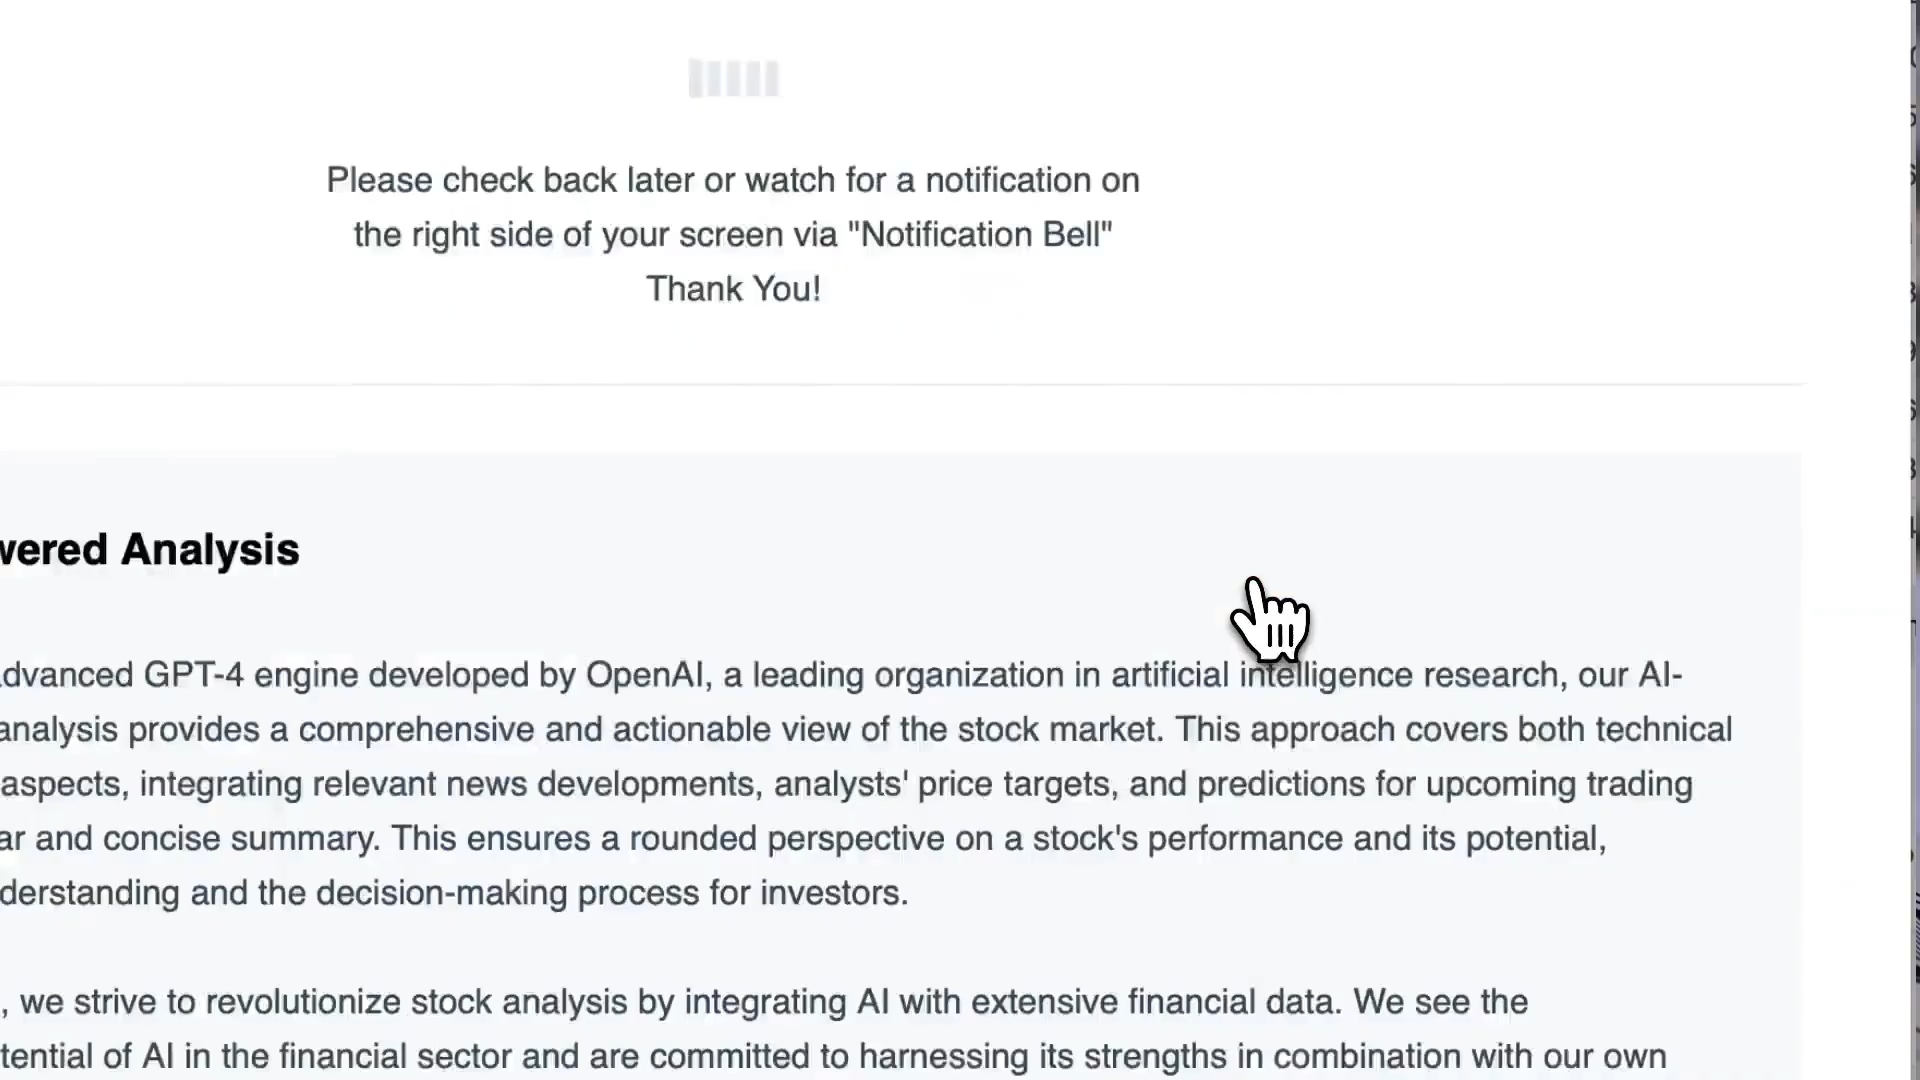 Please check back later or watch for a notification on
the right side of your screen via "Notification Bell"
Thank You!
wered Analysis
dvanced GPT-4 engine developed by OpenAI, a leading organization in artificial intelligence research, our AI-
analysis provides a comprehensive and actionable view of the stock market. This approach covers both technical
aspects, integrating relevant news developments, analysts' price targets, and predictions for upcoming trading
ar and concise summary. This ensures a rounded perspective on a stock's performance and its potential,
derstanding and the decision-making process for investors.
, we strive to revolutionize stock analysis by integrating AI with extensive financial data. We see the
tential of AI in the financial sector and are committed to harnessing its strengths in combination with our own